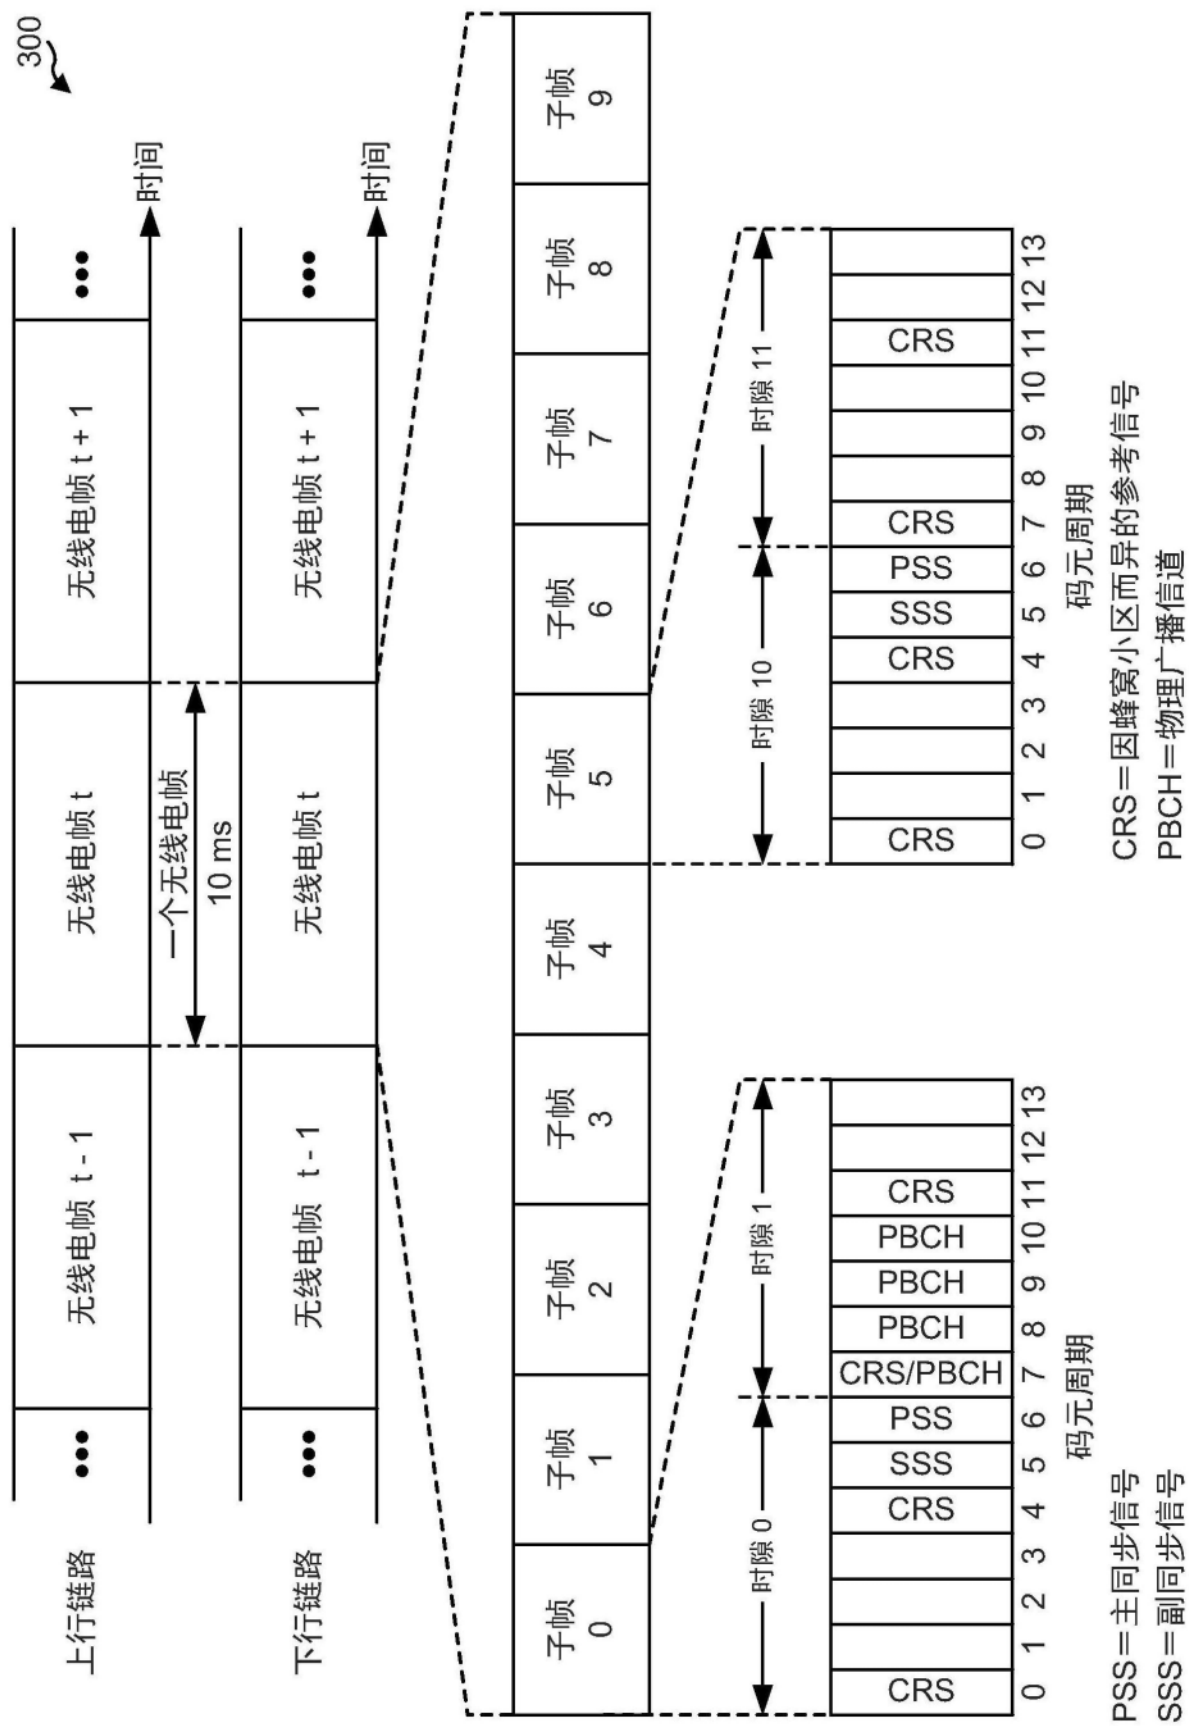 300
上行链路
••• 无线电帧 t - 1 无线电帧 t 无线电帧 t + 1 •••
时间
一个无线电帧
10 ms
下行链路
••• 无线电帧 t - 1 无线电帧 t 无线电帧 t + 1 •••
时间
子帧 子帧 子帧 子帧 子帧 子帧 子帧 子帧 子帧 子帧
0 1 2 3 4 5 6 7 8 9
时隙 0 时隙 1
CRS CRS SSS PSS CRS/PBCH PBCH PBCH PBCH CRS
0 1 2 3 4 5 6 7 8 9 10 11 12 13
码元周期
时隙 10 时隙 11
CRS CRS SSS PSS CRS CRS
0 1 2 3 4 5 6 7 8 9 10 11 12 13
码元周期
PSS＝主同步信号
SSS＝副同步信号
CRS＝因蜂窝小区而异的参考信号
PBCH＝物理广播信道